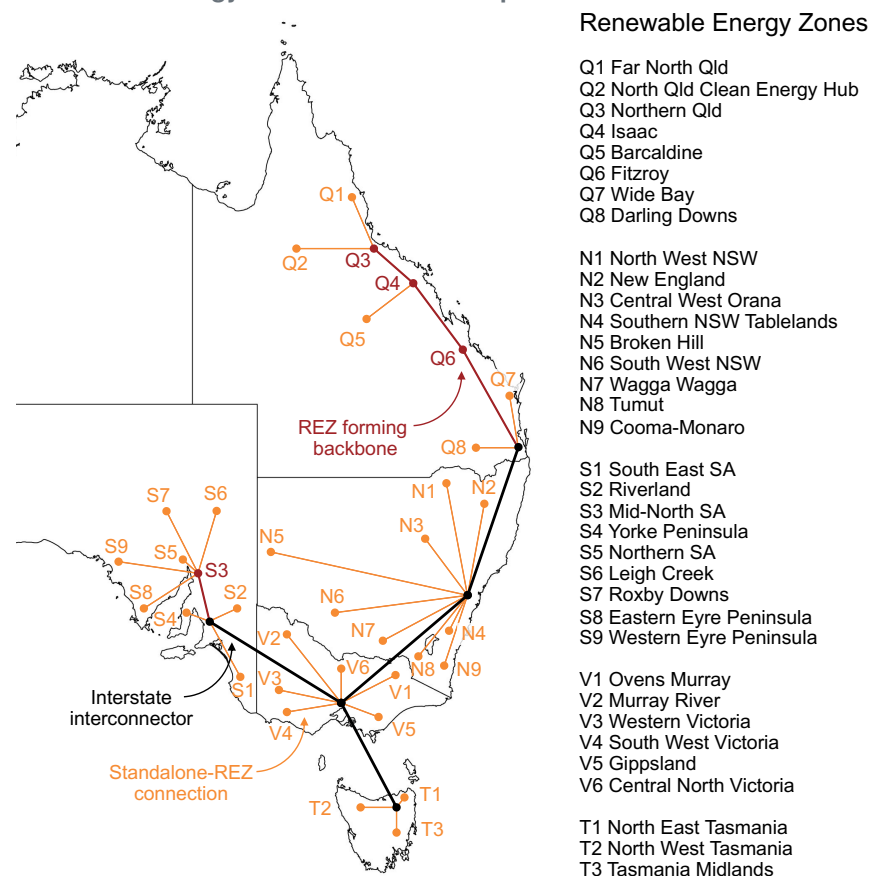 Renewable Energy Zones
Q1 Far North Qld
Q2 North Qld Clean Energy Hub
Q3 Northern Qld
Q4 Isaac
Q5 Barcaldine
Q6 Fitzroy
Q7 Wide Bay
Q8 Darling Downs
N1 North West NSW
N2 New England
N3 Central West Orana
N4 Southern NSW Tablelands
N5 Broken Hill
N6 South West NSW
N7 Wagga Wagga
N8 Tumut
N9 Cooma-Monaro
S1 South East SA
S2 Riverland
S3 Mid-North SA
S4 Yorke Peninsula
S5 Northern SA
S6 Leigh Creek
S7 Roxby Downs
S8 Eastern Eyre Peninsula
S9 Western Eyre Peninsula
V1 Ovens Murray
V2 Murray River
V3 Western Victoria
V4 South West Victoria
V5 Gippsland
V6 Central North Victoria
T1 North East Tasmania
T2 North West Tasmania
T3 Tasmania Midlands
Q1
Q2
Q3
Q4
Q5
Q6
Q7
REZ forming
backbone
Q8
N1
N2
S7
S6
N3
N5
S9
S5
S3
S8
S2
N6
S4
N7
N4
V2
N8
N9
V6
S1
V3
V1
Interstate
interconnector
V4
V5
Standalone-REZ
connection
T1
T2
T3